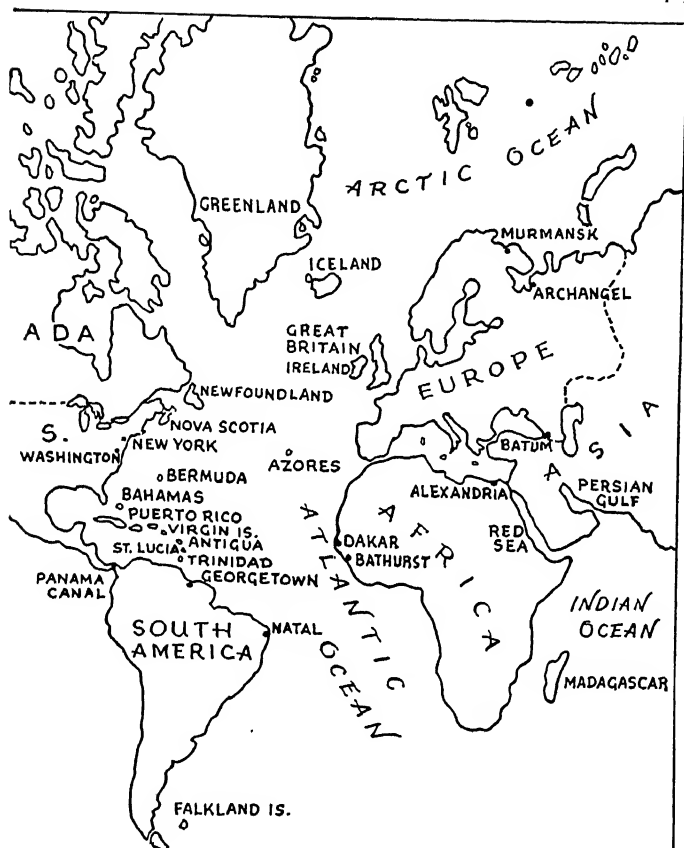 ARCTIC OCEAN
GREENLAND
MURMANSK
ICELAND
ARCHANGEL
ADA
GREAT
BRITAIN
IRELAND
EUROPE
NEWFOUNDLAND
NOVA SCOTIA
S.
NEW YORK
WASHINGTON
AZORES
BATUM
ASIA
BERMUDA
ALEXANDRIA
PERSIAN
GULF
BAHAMAS
PUERTO RICO
VIRGIN IS.
ANTIGUA
ST. LUCIA
TRINIDAD
GEORGETOWN
PANAMA
CANAL
ATLANTIC
OCEAN
AFRICA
DAKAR
BATHURST
RED
SEA
INDIAN
OCEAN
SOUTH
AMERICA
NATAL
MADAGASCAR
FALKLAND IS.